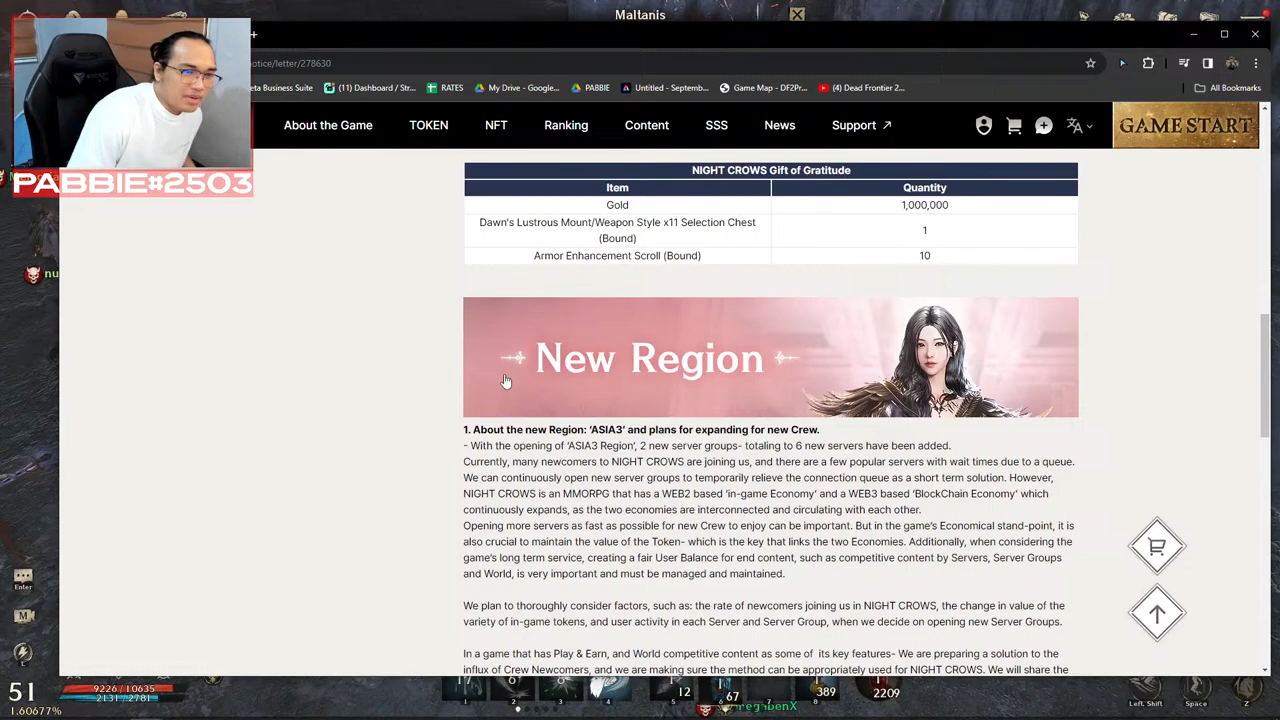 Maltanis
otice/letter/278630
eta Business Suite
(11) Dashboard / Str...
RATES
My Drive - Google...
PABBIE
Untitled - Septemb...
Game Map - DF2Pr...
(4) Dead Frontier 2...
All Bookmarks
About the Game
TOKEN
NFT
Ranking
Content
SSS
News
Support
GAME START
PABBIE#2503
NIGHT CROWS Gift of Gratitude
Item Quantity
Gold 1,000,000
Dawn's Lustrous Mount/Weapon Style x11 Selection Chest
(Bound) 1
Armor Enhancement Scroll (Bound) 10
nu
New Region
1. About the new Region: ‘ASIA3’ and plans for expanding for new Crew.
- With the opening of ‘ASIA3 Region’, 2 new server groups- totaling to 6 new servers have been added.
Currently, many newcomers to NIGHT CROWS are joining us, and there are a few popular servers with wait times due to a queue.
We can continuously open new server groups to temporarily relieve the connection queue as a short term solution. However,
NIGHT CROWS is an MMORPG that has a WEB2 based ‘in-game Economy’ and a WEB3 based ‘BlockChain Economy’ which
continuously expands, as the two economies are interconnected and circulating with each other.
Opening more servers as fast as possible for new Crew to enjoy can be important. But in the game’s Economical stand-point, it is
also crucial to maintain the value of the Token- which is the key that links the two Economies. Additionally, when considering the
game’s long term service, creating a fair User Balance for end content, such as competitive content by Servers, Server Groups
and World, is very important and must be managed and maintained.
We plan to thoroughly consider factors, such as: the rate of newcomers joining us in NIGHT CROWS, the change in value of the
variety of in-game tokens, and user activity in each Server and Server Group, when we decide on opening new Server Groups.
In a game that has Play & Earn, and World competitive content as some of its key features- We are preparing a solution to the
influx of Crew Newcomers, and we are making sure the method can be appropriately used for NIGHT CROWS. We will share the
Enter
M
L
51
1.60677%
9226 / 10635
2131 / 2781
17
1
2
3
4
12
5
67
6
389
7
1813
8
2209
Left. Shift
Space
Z